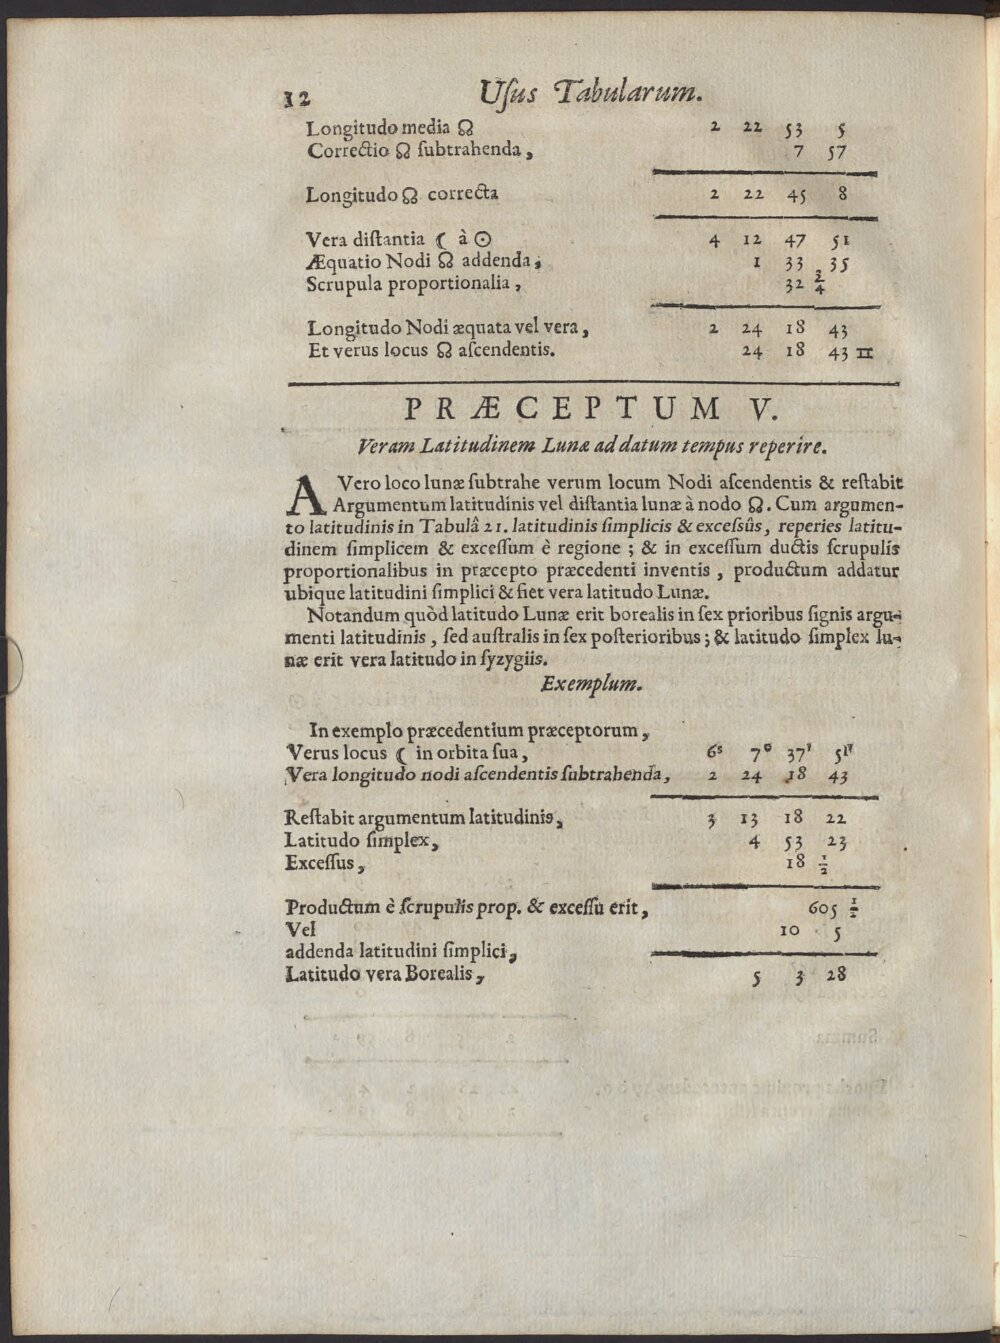 12 Uſus Tabularum.
Longitudo media ☊ 2 22 53 5
Correctio ☊ ſubtrahenda, 7 57
Longitudo ☊ correcta 2 22 45 8
Vera diſtantia ☾ à ☉ 4 12 47 51
Æquatio Nodi ☊ addenda, 1 33 35
Scrupula proportionalia, 32 3/4
Longitudo Nodi æquata vel vera, 2 24 18 43
Et verus locus ☊ aſcendentis. 24 18 43 ♊
PRÆCEPTUM V.
Veram Latitudinem Lunæ ad datum tempus reperire.
A Vero loco lunæ ſubtrahe verum locum Nodi aſcendentis & reſtabit
Argumentum latitudinis vel diſtantia lunæ à nodo ☊. Cum argumen-
to latitudinis in Tabulâ 21. latitudinis ſimplicis & exceſsûs, reperies latitu-
dinem ſimplicem & exceſſum è regione; & in exceſſum ductis ſcrupulis
proportionalibus in præcepto præcedenti inventis, productum addatur
ubique latitudini ſimplici & fiet vera latitudo Lunæ.
Notandum quòd latitudo Lunæ erit borealis in ſex prioribus ſignis argu-
menti latitudinis, ſed auſtralis in ſex poſterioribus; & latitudo ſimplex lu-
næ erit vera latitudo in ſyzygiis.
Exemplum.
In exemplo præcedentium præceptorum,
Verus locus ☾ in orbita ſua, 6ˢ 7° 37′ 5″
Vera longitudo nodi aſcendentis ſubtrahenda, 2 24 18 43
Reſtabit argumentum latitudinis, 3 13 18 22
Latitudo ſimplex, 4 53 23
Exceſſus, 18 1/2
Productum è ſcrupulis prop. & exceſſu erit, 605 1/2
Vel 10 5
addenda latitudini ſimplici,
Latitudo vera Borealis, 5 3 28